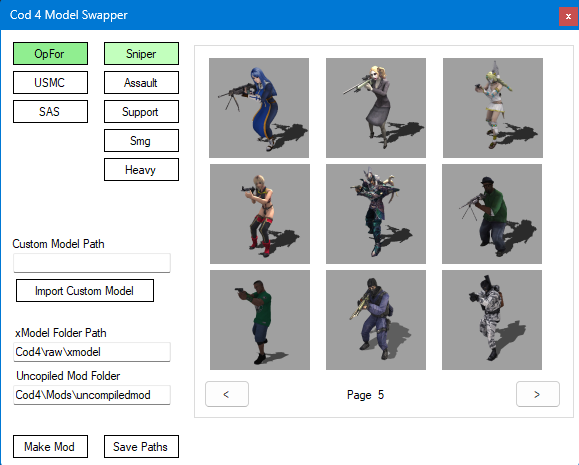 Cod 4 Model Swapper
x
OpFor
Sniper
USMC
Assault
SAS
Support
Smg
Heavy
Custom Model Path
Import Custom Model
xModel Folder Path
Cod4\raw\xmodel
Uncopiled Mod Folder
Cod4\Mods\uncompiledmod
Make Mod
Save Paths
<
Page 5
>